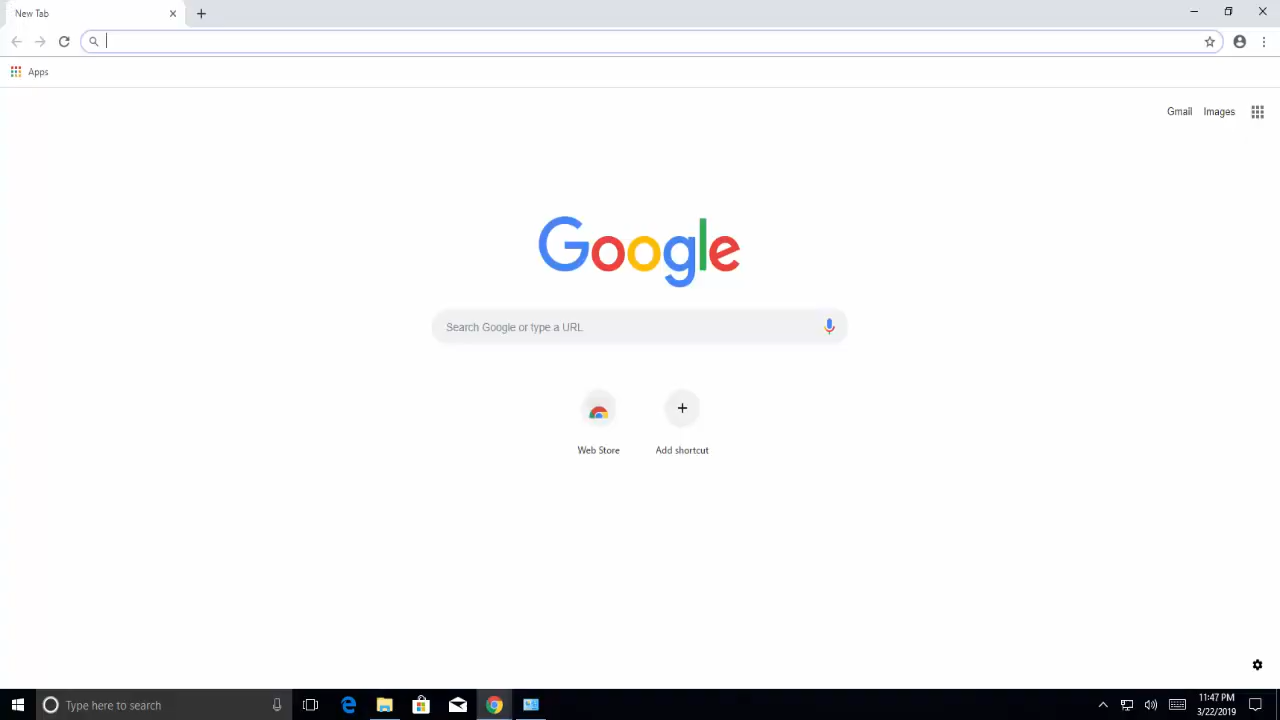 New Tab
Apps
Gmail Images
Google
Search Google or type a URL
Web Store Add shortcut
Type here to search
11:47 PM
3/22/2019